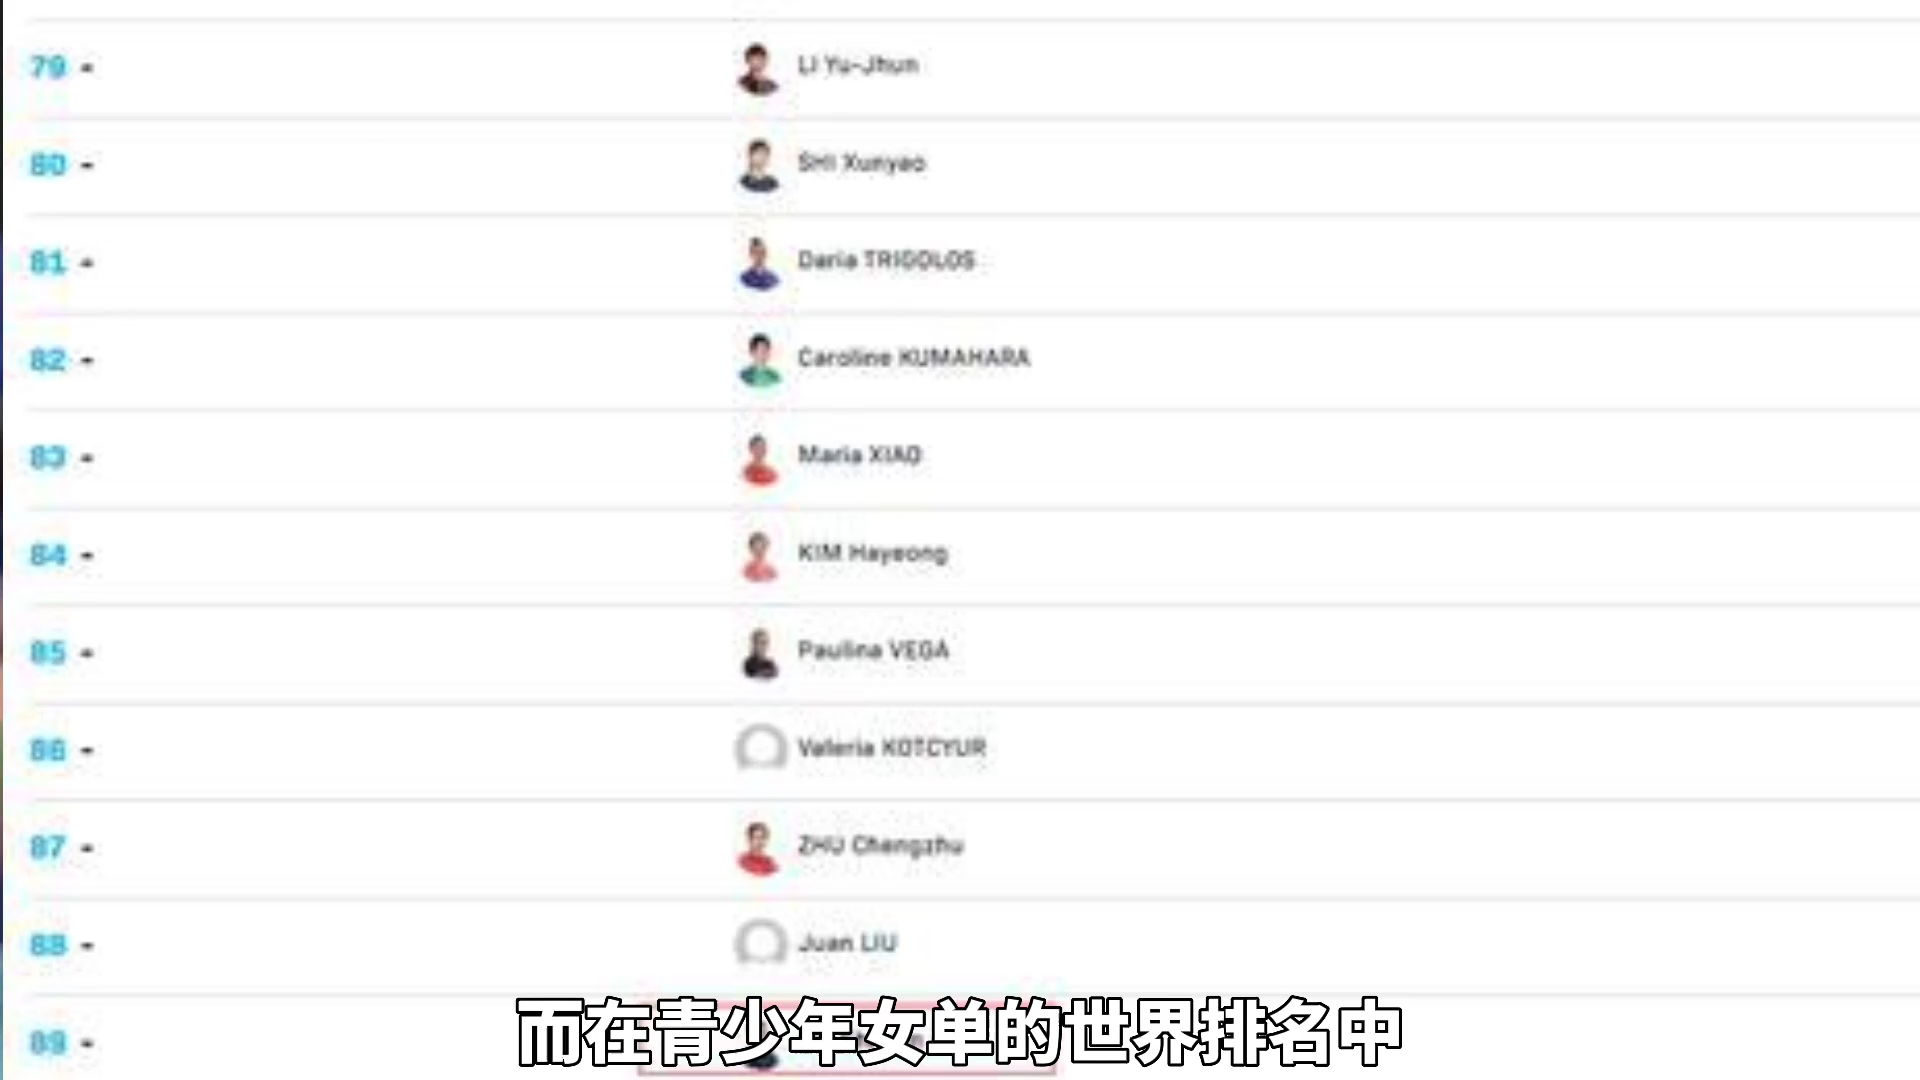 79 -
LI Yu-Jhun
80 -
SHI Xunyao
81 -
Daria TRIGOLOS
82 -
Caroline KUMAHARA
83 -
Maria XIAO
84 -
KIM Hayeong
85 -
Paulina VEGA
86 -
Valeria KOTCYUR
87 -
ZHU Chengzhu
88 -
Juan LIU
89 -
而在青少年女单的世界排名中